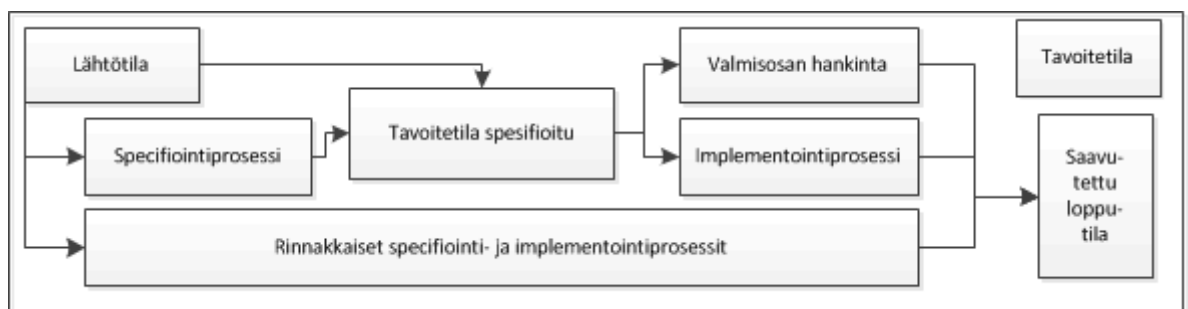 Lähtötila
Valmisosan hankinta
Tavoitetila
Tavoitetila spesifioitu
Specifiointiprosessi
Implementointiprosessi
Saavu-
tettu
loppu-
tila
Rinnakkaiset specifiointi- ja implementointiprosessit